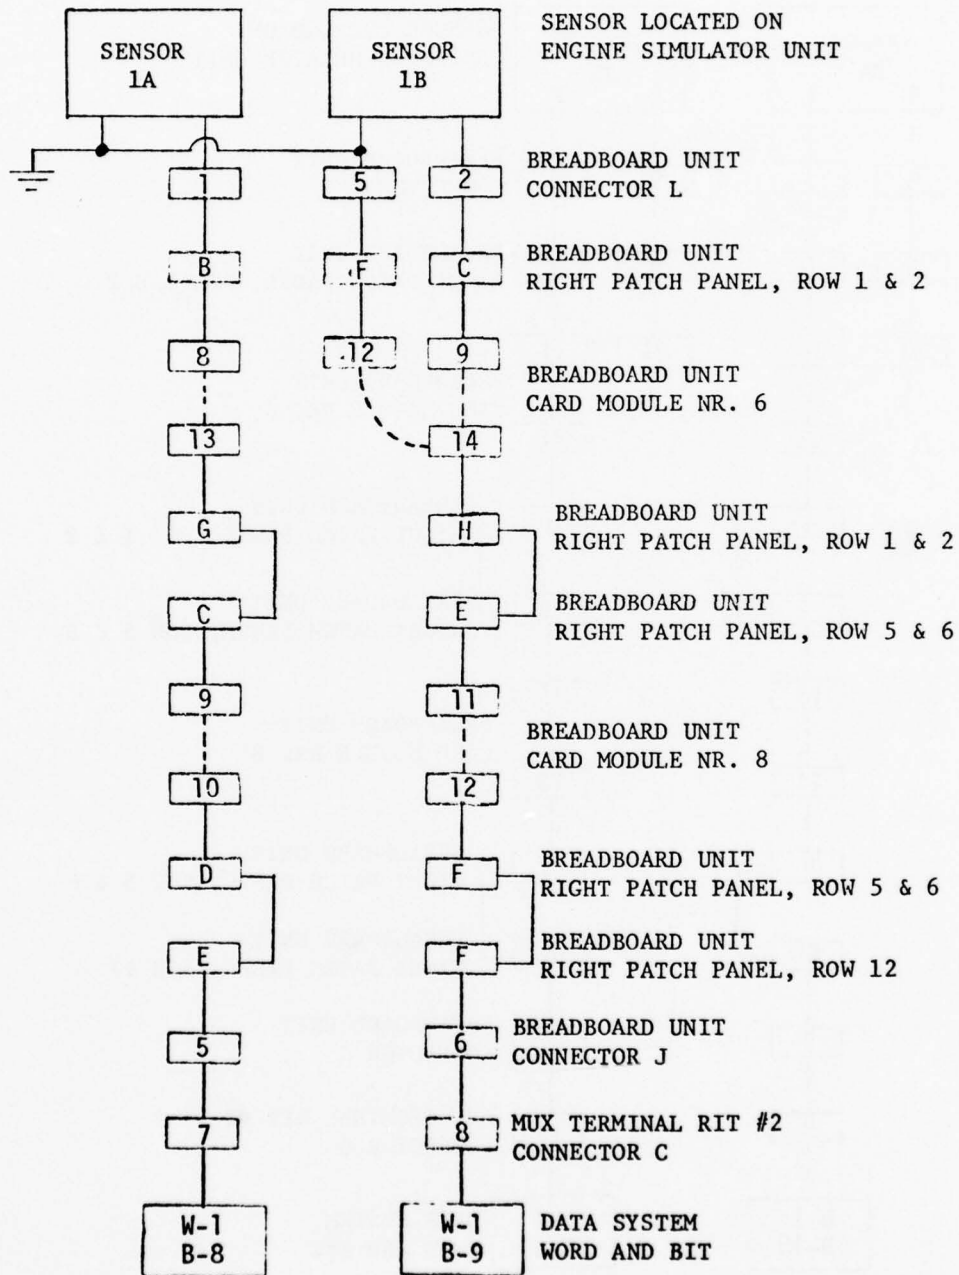 SENSOR
1A
SENSOR
1B
SENSOR LOCATED ON
ENGINE SIMULATOR UNIT
1
5
2
BREADBOARD UNIT
CONNECTOR L
B
F
C
BREADBOARD UNIT
RIGHT PATCH PANEL, ROW 1 & 2
8
12
9
BREADBOARD UNIT
CARD MODULE NR. 6
13
14
G
H
BREADBOARD UNIT
RIGHT PATCH PANEL, ROW 1 & 2
C
E
BREADBOARD UNIT
RIGHT PATCH PANEL, ROW 5 & 6
9
11
BREADBOARD UNIT
CARD MODULE NR. 8
10
12
D
F
BREADBOARD UNIT
RIGHT PATCH PANEL, ROW 5 & 6
E
F
BREADBOARD UNIT
RIGHT PATCH PANEL, ROW 12
5
6
BREADBOARD UNIT
CONNECTOR J
7
8
MUX TERMINAL RIT #2
CONNECTOR C
W-1
B-8
W-1
B-9
DATA SYSTEM
WORD AND BIT